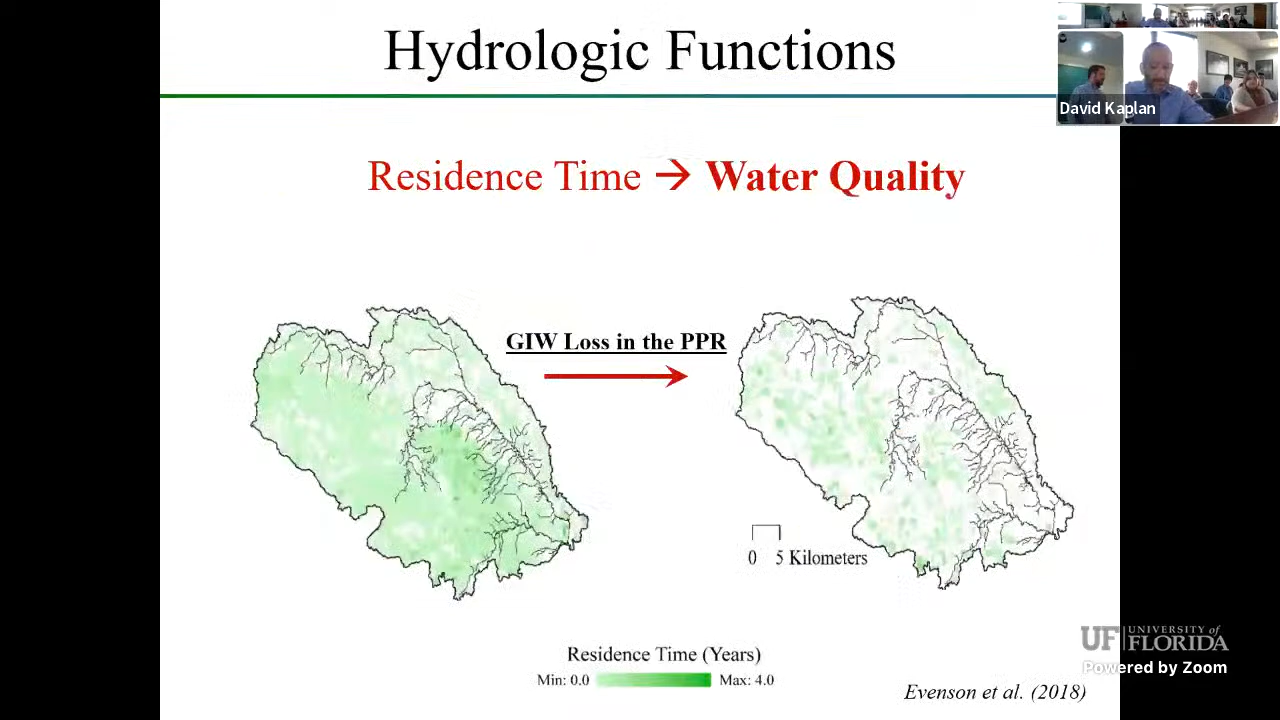 Hydrologic Functions
David Kaplan
Residence Time → Water Quality
GIW Loss in the PPR
0 5 Kilometers
Residence Time (Years)
Min: 0.0 Max: 4.0
UF UNIVERSITY of
FLORIDA
Powered by Zoom
Evenson et al. (2018)